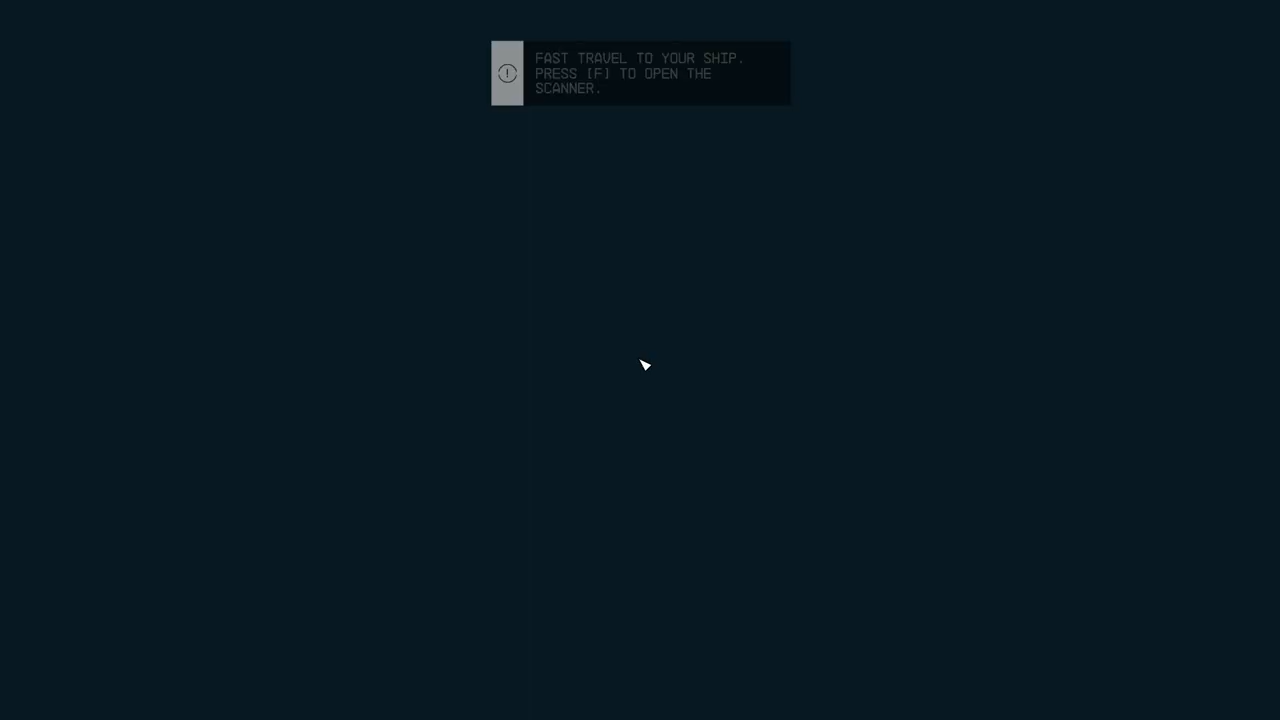 FAST TRAVEL TO YOUR SHIP.
PRESS [F] TO OPEN THE
SCANNER.